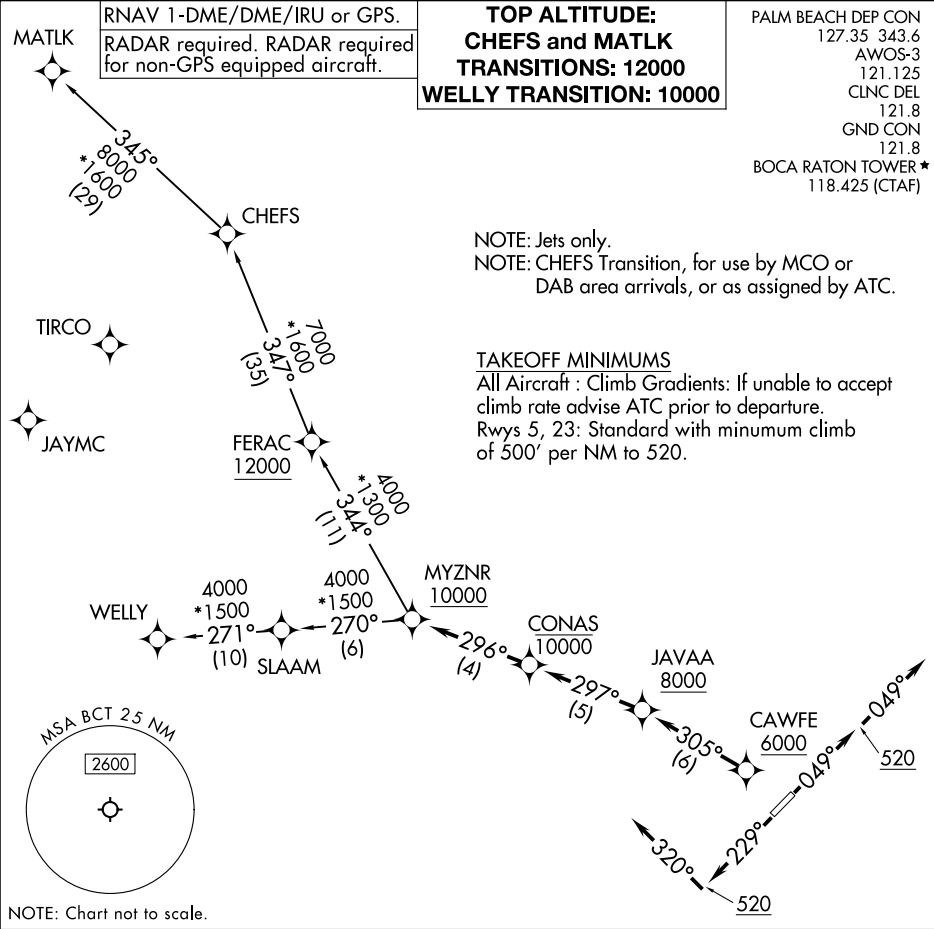 RNAV 1-DME/DME/IRU or GPS.
RADAR required. RADAR required
for non-GPS equipped aircraft.
TOP ALTITUDE:
CHEFS and MATLK
TRANSITIONS: 12000
WELLY TRANSITION: 10000
PALM BEACH DEP CON
127.35 343.6
AWOS-3
121.125
CLNC DEL
121.8
GND CON
121.8
BOCA RATON TOWER ★
118.425 (CTAF)
MATLK
345°
8000
*1600
(29)
CHEFS
NOTE: Jets only.
NOTE: CHEFS Transition, for use by MCO or
DAB area arrivals, or as assigned by ATC.
TIRCO
7000
*1600
347°
(35)
JAYMC
TAKEOFF MINIMUMS
All Aircraft : Climb Gradients: If unable to accept
climb rate advise ATC prior to departure.
Rwys 5, 23: Standard with minumum climb
of 500' per NM to 520.
FERAC
12000
4000
*1300
344°
(11)
MYZNR
10000
WELLY
4000
*1500
271°
(10)
SLAAM
4000
*1500
270°
(6)
296°
(4)
CONAS
10000
297°
(5)
JAVAA
8000
305°
(6)
CAWFE
6000
049°
520
049°
229°
320°
520
MSA BCT 25 NM
2600
NOTE: Chart not to scale.